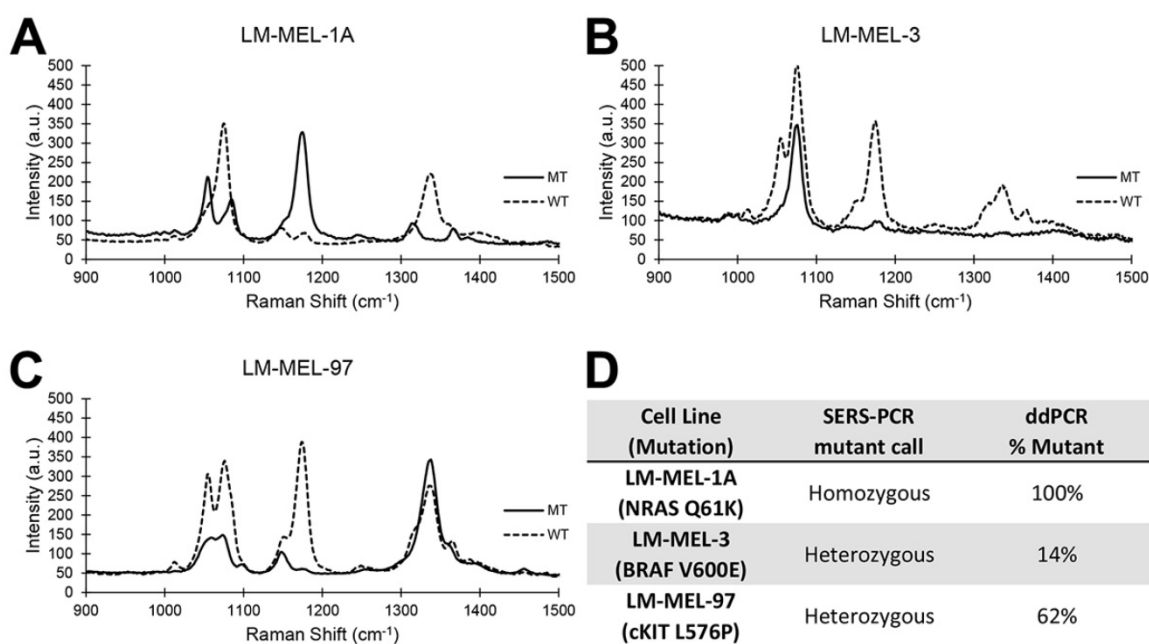 A
LM-MEL-1A
Intensity (a.u.)
500
450
400
350
300
250
200
150
100
50
0
900 1000 1100 1200 1300 1400 1500
Raman Shift (cm⁻¹)
MT
WT
B
LM-MEL-3
Intensity (a.u.)
500
450
400
350
300
250
200
150
100
50
0
900 1000 1100 1200 1300 1400 1500
Raman Shift (cm⁻¹)
MT
WT
C
LM-MEL-97
Intensity (a.u.)
500
450
400
350
300
250
200
150
100
50
0
900 1000 1100 1200 1300 1400 1500
Raman Shift (cm⁻¹)
MT
WT
D
Cell Line SERS-PCR ddPCR
(Mutation) mutant call % Mutant
LM-MEL-1A
(NRAS Q61K) Homozygous 100%
LM-MEL-3
(BRAF V600E) Heterozygous 14%
LM-MEL-97
(cKIT L576P) Heterozygous 62%